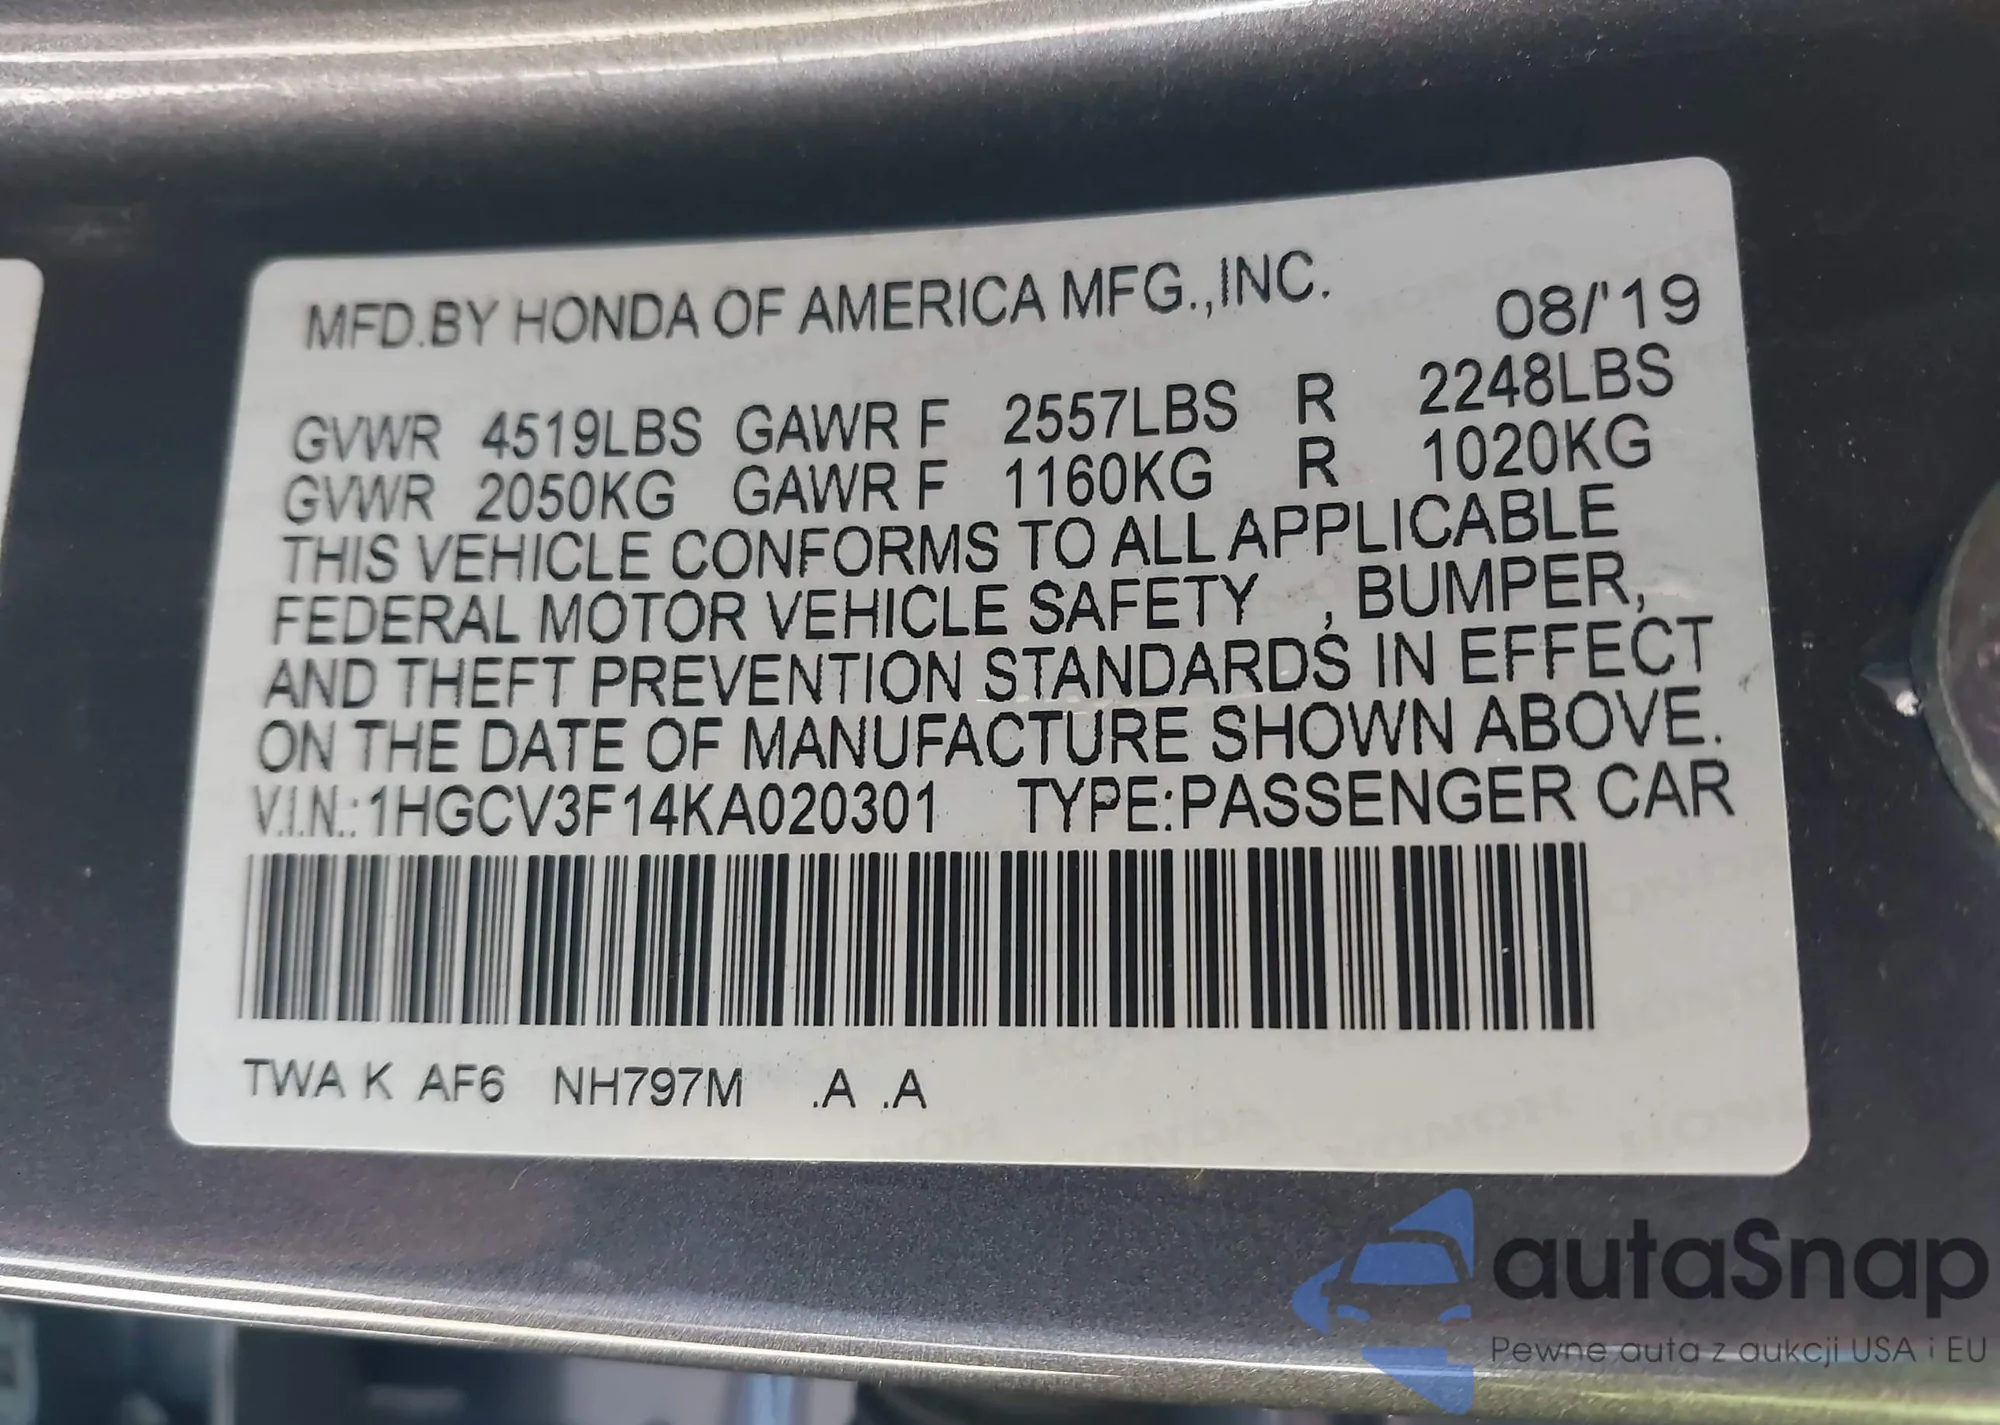 MFD.BY HONDA OF AMERICA MFG.,INC. 08/'19
GVWR 4519LBS GAWR F 2557LBS R 2248LBS
GVWR 2050KG GAWR F 1160KG R 1020KG
THIS VEHICLE CONFORMS TO ALL APPLICABLE
FEDERAL MOTOR VEHICLE SAFETY , BUMPER,
AND THEFT PREVENTION STANDARDS IN EFFECT
ON THE DATE OF MANUFACTURE SHOWN ABOVE.
V.I.N.:1HGCV3F14KA020301 TYPE:PASSENGER CAR
TWA K AF6 NH797M .A .A
autaSnap
Pewne auta z aukcji USA i EU